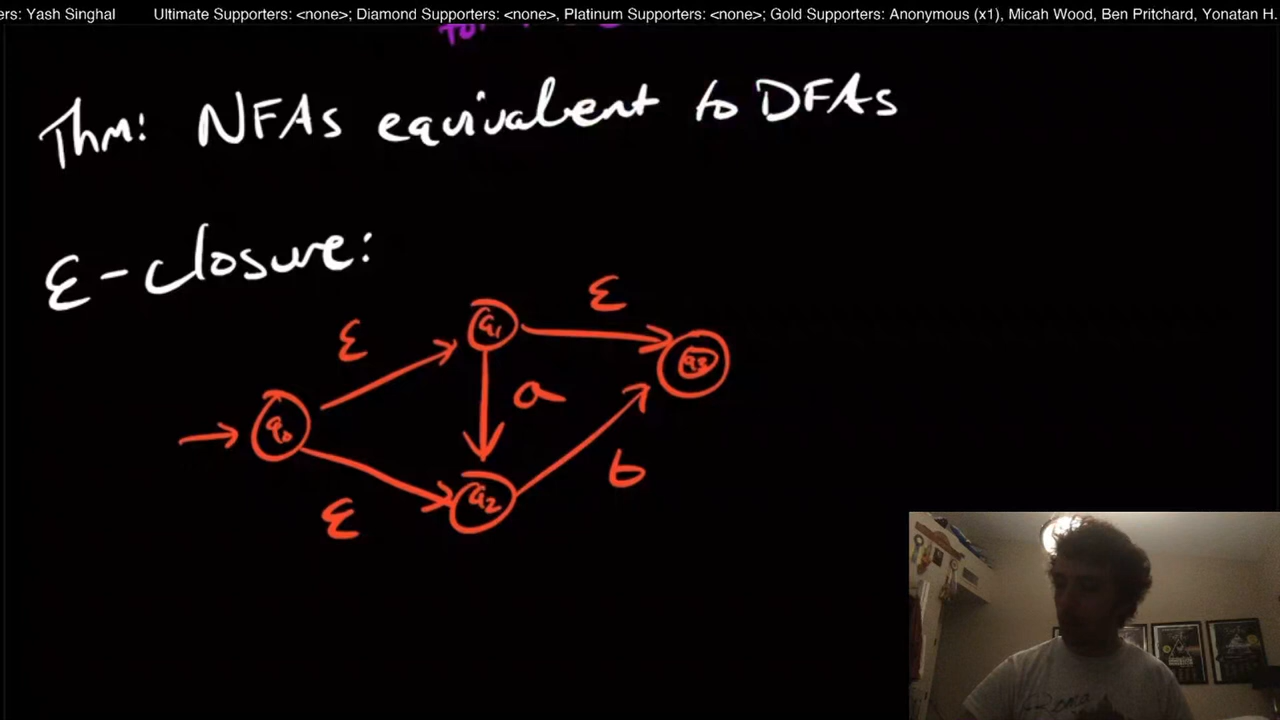 ers: Yash Singhal Ultimate Supporters: <none>; Diamond Supporters: <none>, Platinum Supporters: <none>; Gold Supporters: Anonymous (x1), Micah Wood, Ben Pritchard, Yonatan H.
Thm: NFAs equivalent to DFAs
ε-closure:
ε
ε
q1
q3
a
q0
b
q2
ε